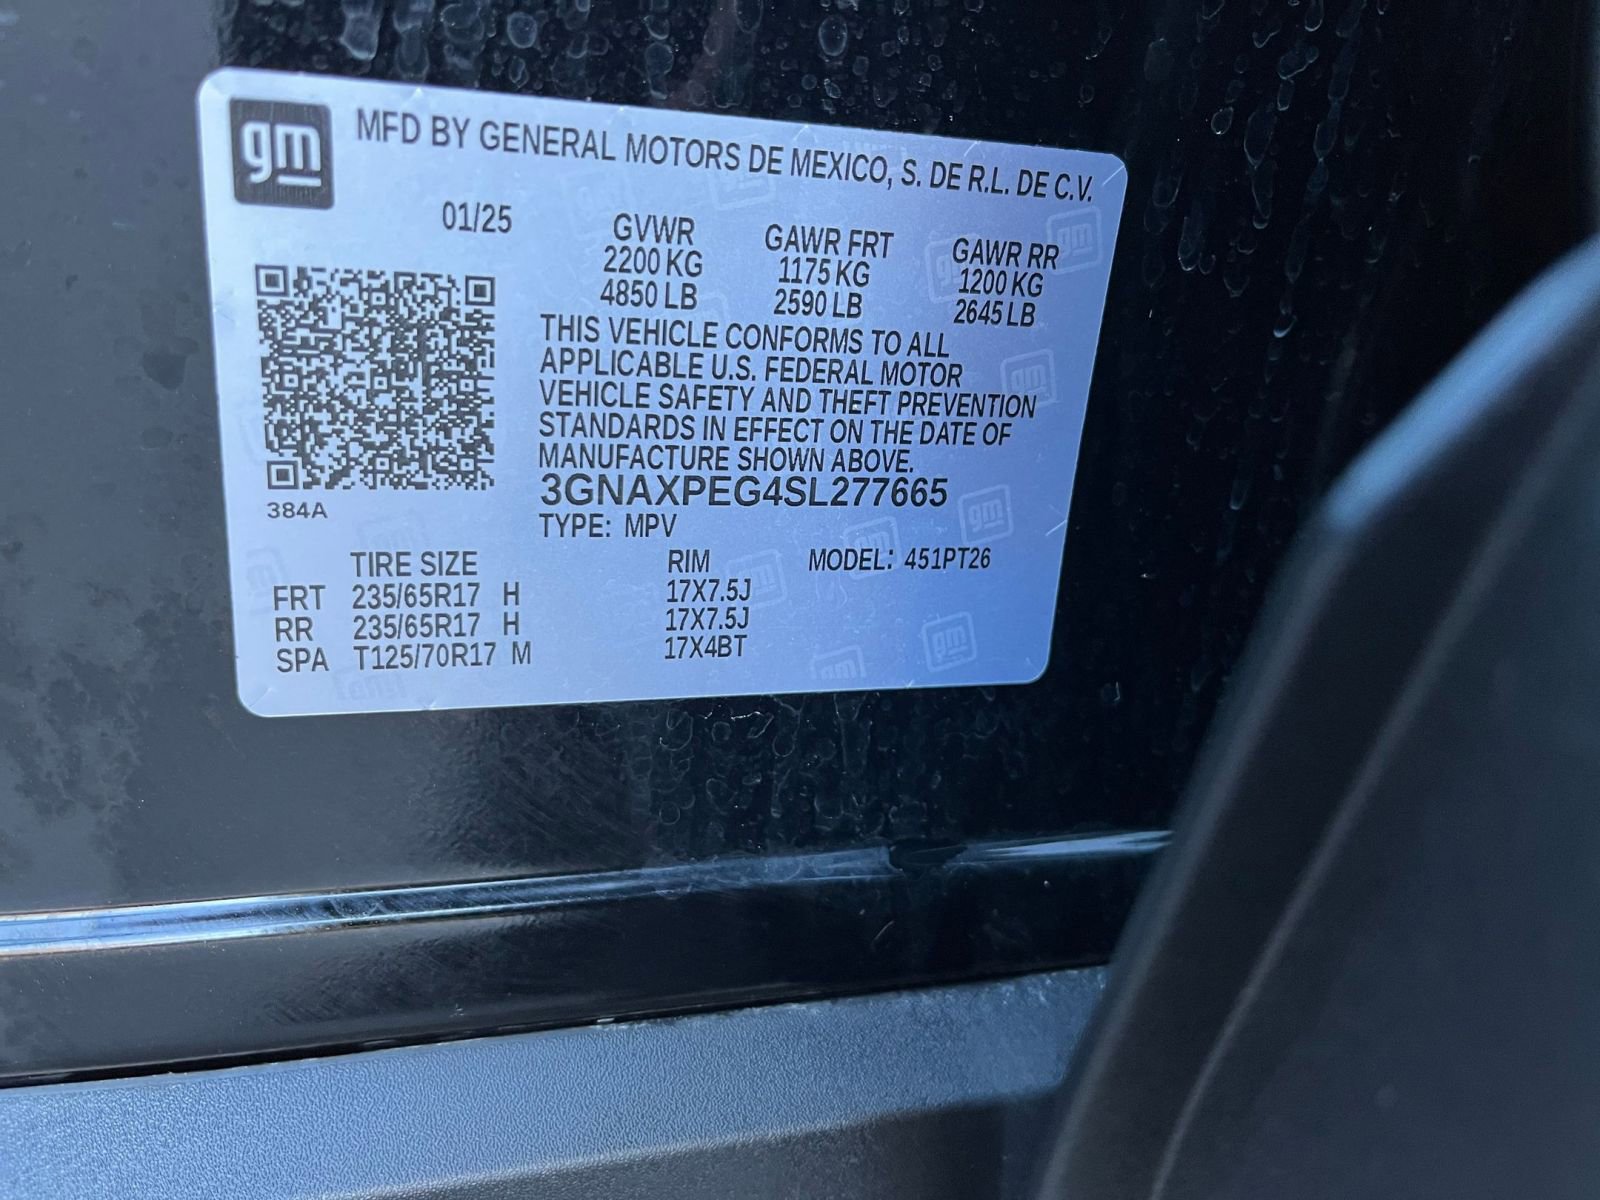 gm
MFD BY GENERAL MOTORS DE MEXICO, S. DE R.L. DE C.V.
01/25
GVWR GAWR FRT GAWR RR
2200 KG 1175 KG 1200 KG
4850 LB 2590 LB 2645 LB
THIS VEHICLE CONFORMS TO ALL
APPLICABLE U.S. FEDERAL MOTOR
VEHICLE SAFETY AND THEFT PREVENTION
STANDARDS IN EFFECT ON THE DATE OF
MANUFACTURE SHOWN ABOVE.
3GNAXPEG4SL277665
384A
TYPE: MPV
TIRE SIZE RIM MODEL: 451PT26
FRT 235/65R17 H 17X7.5J
RR 235/65R17 H 17X7.5J
SPA T125/70R17 M 17X4BT